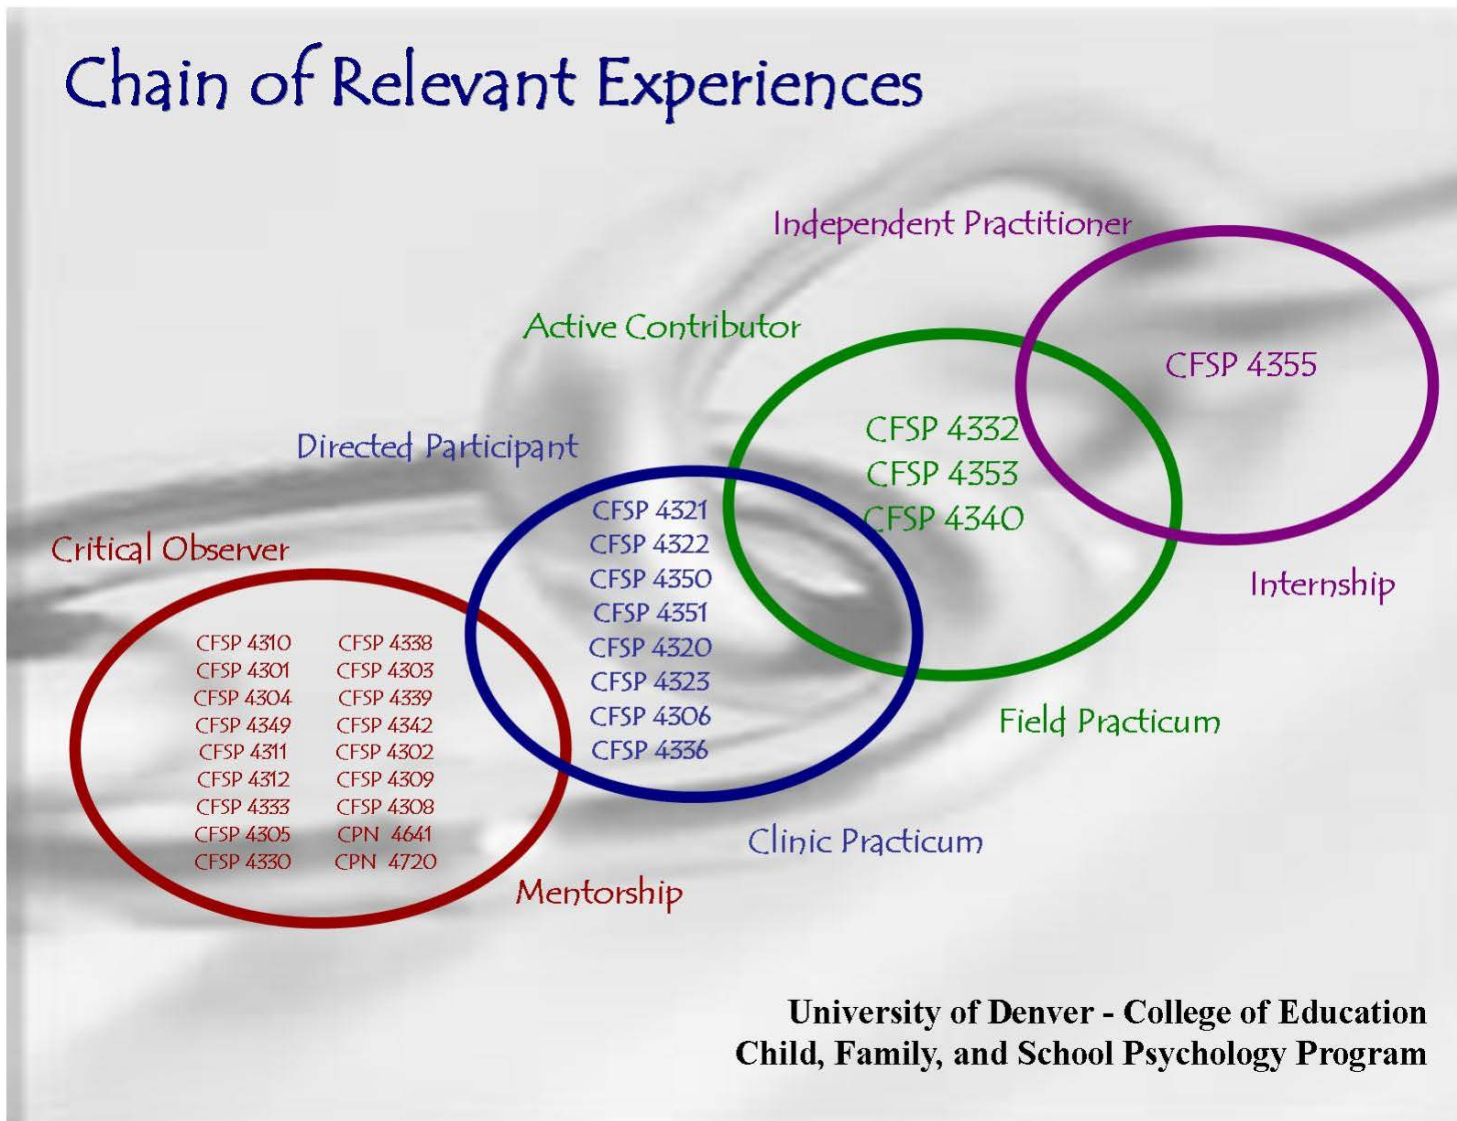 Chain of Relevant Experiences
Independent Practitioner
CFSP 4355
Internship
Active Contributor
CFSP 4332
CFSP 4353
CFSP 4340
Field Practicum
Directed Participant
CFSP 4321
CFSP 4322
CFSP 4350
CFSP 4351
CFSP 4320
CFSP 4323
CFSP 4306
CFSP 4336
Clinic Practicum
Critical Observer
CFSP 4310 CFSP 4338
CFSP 4301 CFSP 4303
CFSP 4304 CFSP 4339
CFSP 4349 CFSP 4342
CFSP 4311 CFSP 4302
CFSP 4312 CFSP 4309
CFSP 4333 CFSP 4308
CFSP 4305 CPN 4641
CFSP 4330 CPN 4720
Mentorship
University of Denver - College of Education
Child, Family, and School Psychology Program